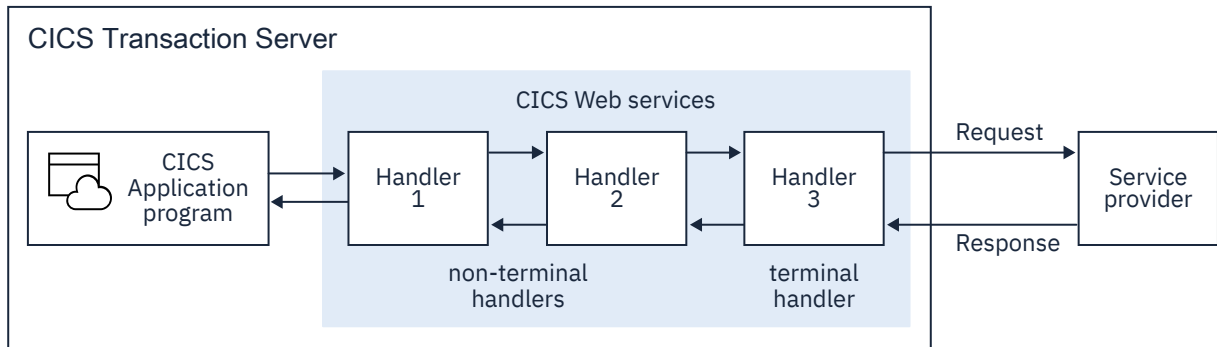 CICS Transaction Server
CICS Web services
CICS
Application
program
Handler
1
Handler
2
Handler
3
Request
Response
Service
provider
non-terminal
handlers
terminal
handler